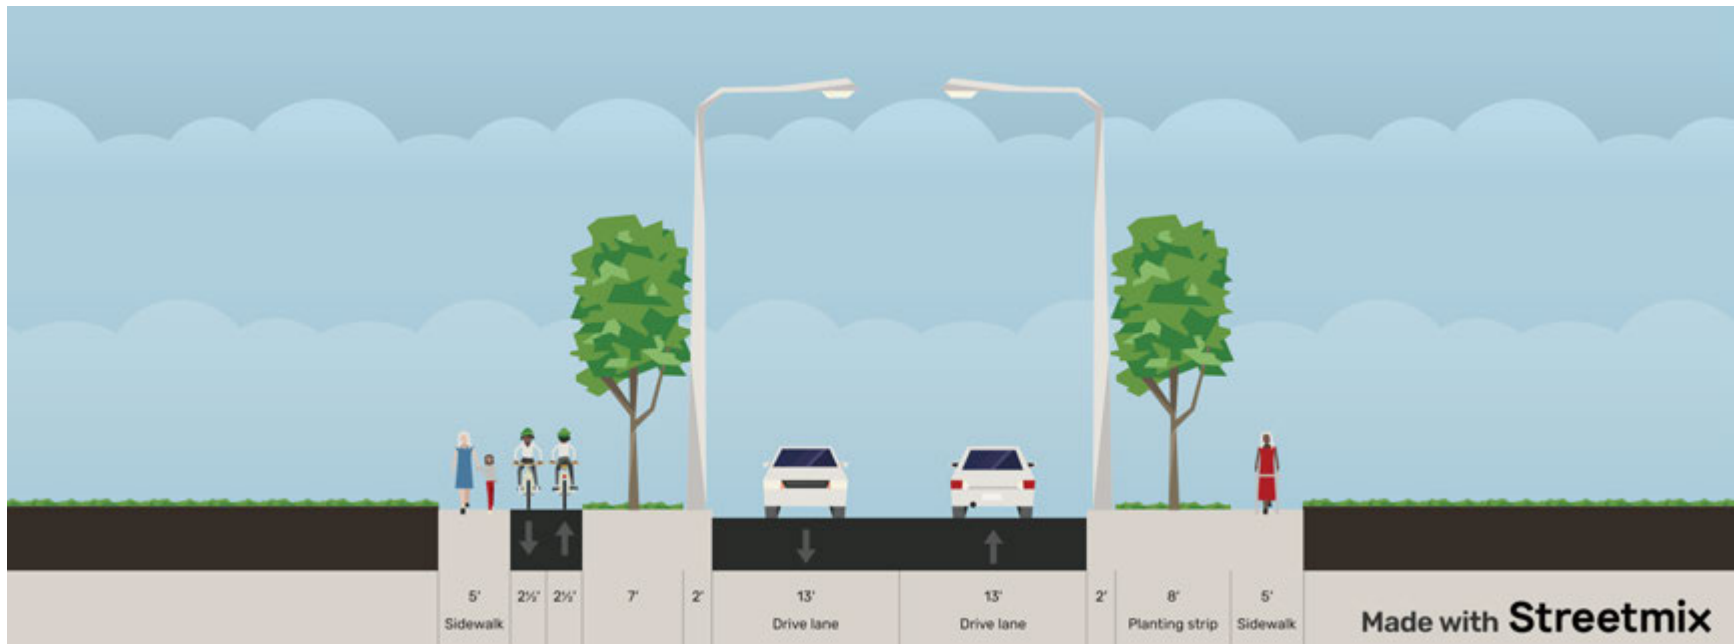 5' 2½' 2½' 7' 2' 13' 13' 2' 8' 5'
Sidewalk Drive lane Drive lane Planting strip Sidewalk
Made with Streetmix